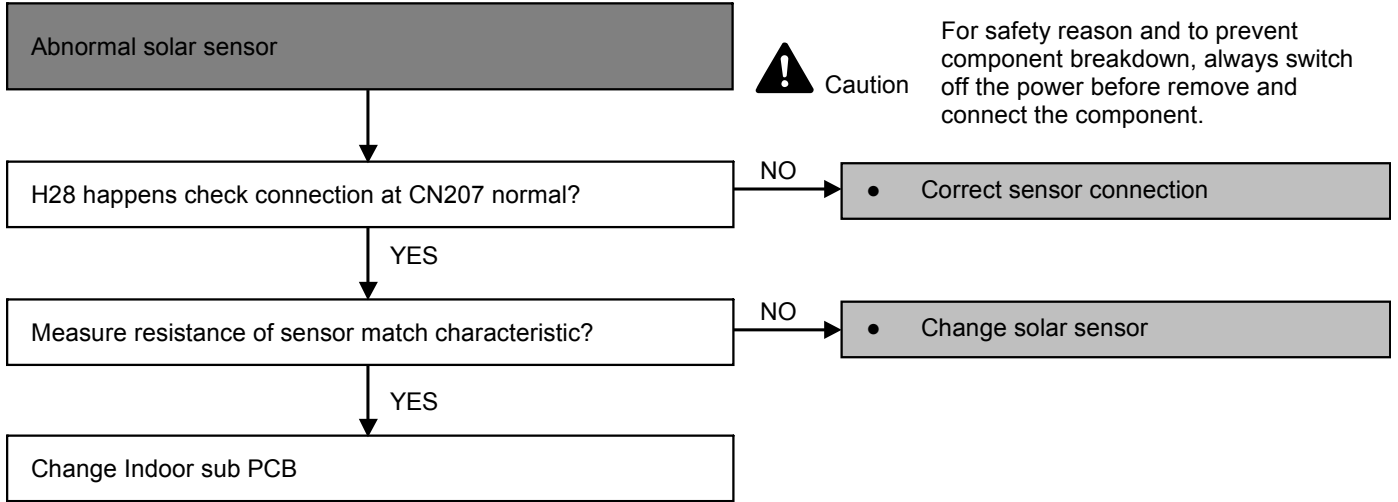 Abnormal solar sensor
Caution
For safety reason and to prevent
component breakdown, always switch
off the power before remove and
connect the component.
H28 happens check connection at CN207 normal?
NO
• Correct sensor connection
YES
Measure resistance of sensor match characteristic?
NO
• Change solar sensor
YES
Change Indoor sub PCB